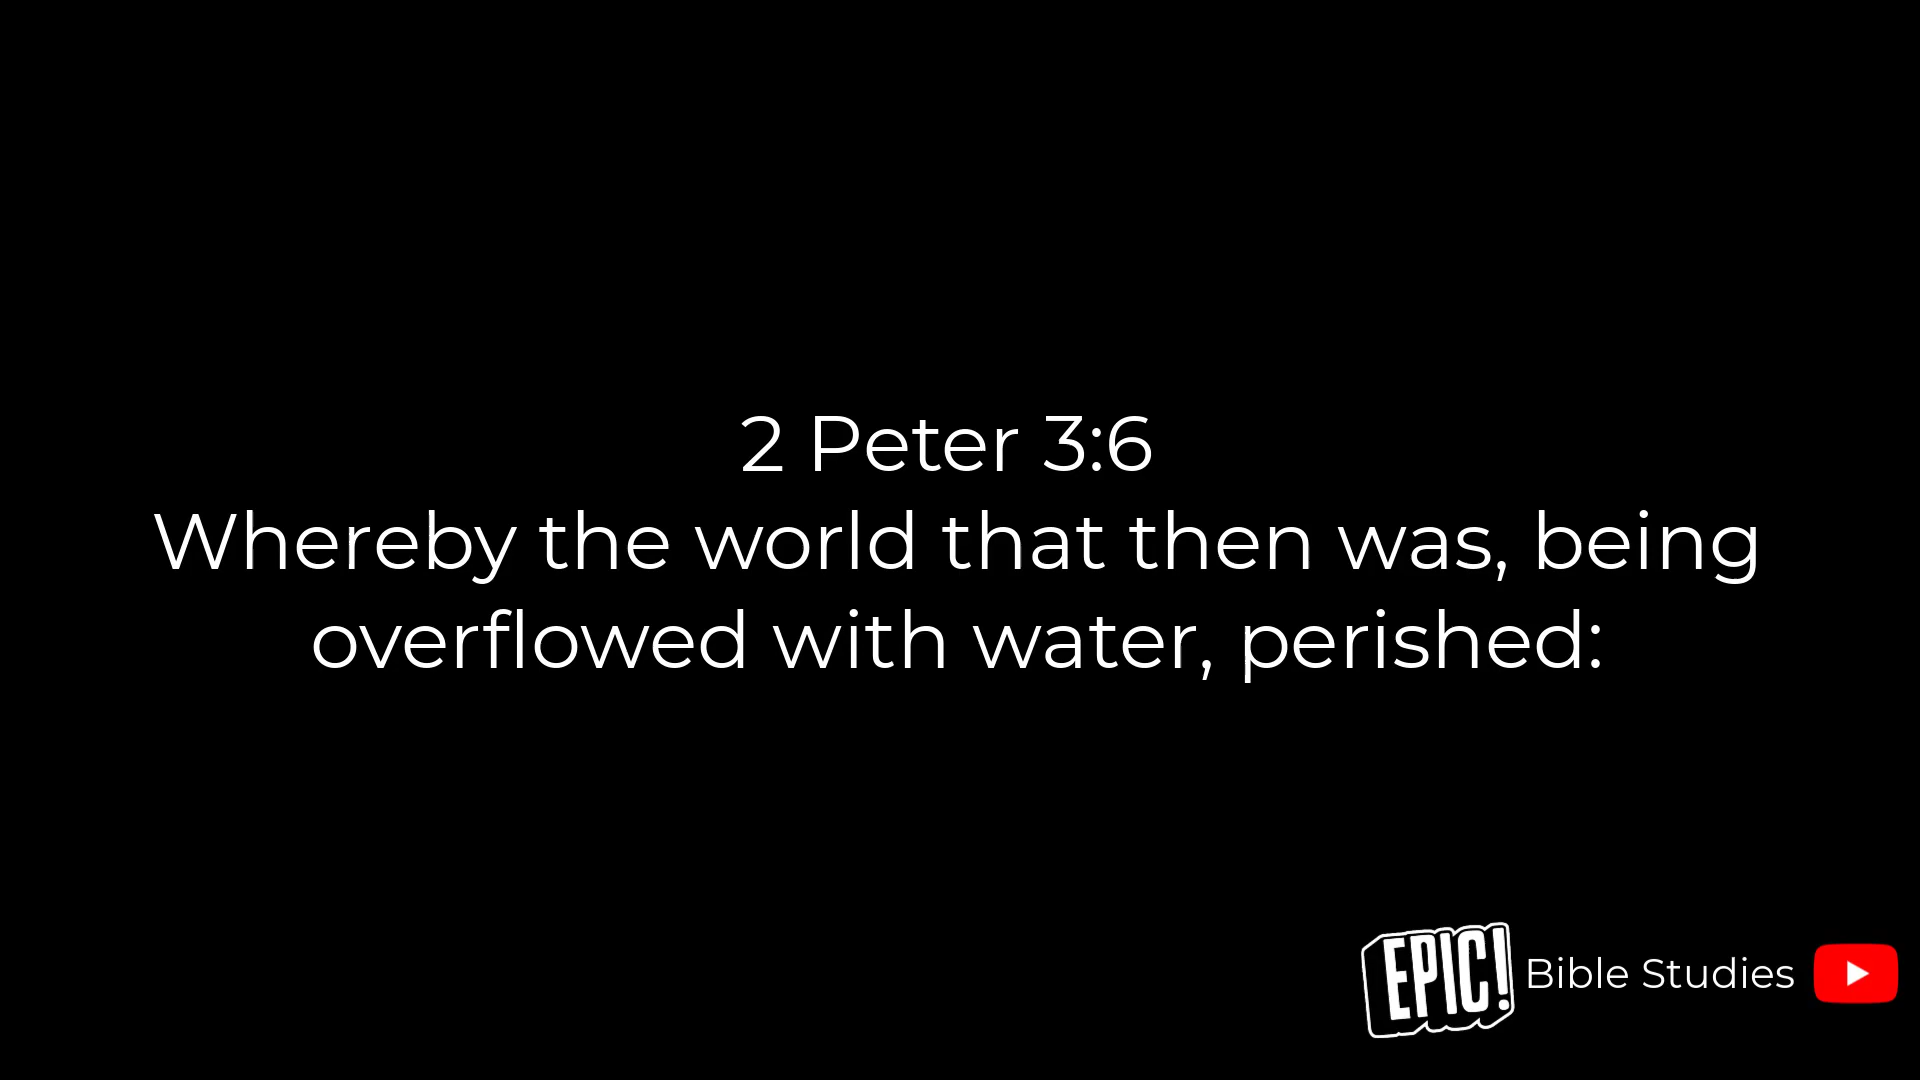 2 Peter 3:6
Whereby the world that then was, being
overflowed with water, perished:
EPIC! Bible Studies